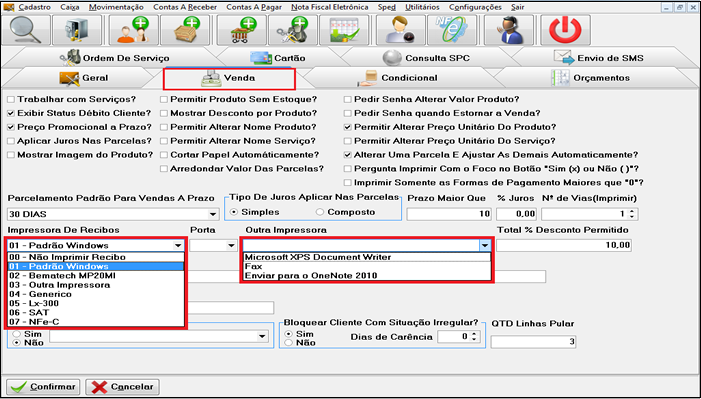 Cadastro Caixa Movimentação Contas A Receber Contas A Pagar Nota Fiscal Eletrônica Sped Utilitários Configurações Sair
NF-e
Ordem De Serviço Cartão Consulta SPC Envio de SMS
Geral Venda Condicional Orçamentos
Trabalhar com Serviços? Permitir Produto Sem Estoque? Pedir Senha Alterar Valor Produto?
Exibir Status Débito Cliente? Mostrar Desconto por Produto? Pedir Senha quando Estornar a Venda?
Preço Promocional a Prazo? Permitir Alterar Nome Produto? Permitir Alterar Preço Unitário Do Produto?
Aplicar Juros Nas Parcelas? Permitir Alterar Nome Serviço? Permitir Alterar Preço Unitário Do Serviço?
Mostrar Imagem do Produto? Cortar Papel Automáticamente? Alterar Uma Parcela E Ajustar As Demais Automaticamente?
Arredondar Valor Das Parcelas? Pergunta Imprimir Com o Foco no Botão "Sim (x) ou Não ( )"?
Imprimir Somente as Formas de Pagamento Maiores que "0"?
Parcelamento Padrão Para Vendas A Prazo Tipo De Juros Aplicar Nas Parcelas Prazo Maior Que % Juros Nº de Vias(Imprimir)
30 DIAS Simples Composto 10 0,00 1
Impressora De Recibos Porta Outra Impressora Total % Desconto Permitido
01 - Padrão Windows 10,00
00 - Não Imprimir Recibo Microsoft XPS Document Writer
01 - Padrão Windows Fax
02 - Bematech MP20MI Enviar para o OneNote 2010
03 - Outra Impressora
04 - Generico
05 - Lx-300
06 - SAT
07 - NFe-C Bloquear Cliente Com Situação Irregular? QTD Linhas Pular
Sim Sim
Não Não Dias de Carência 0 3
Confirmar Cancelar